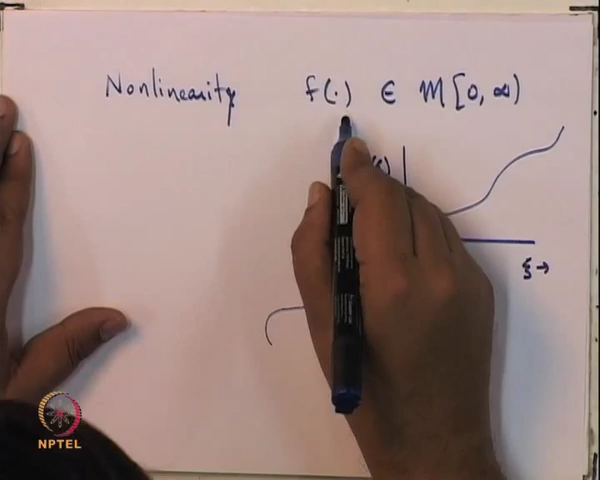 Nonlinearity f(·) ∈ M[0, ∞)
ξ →
NPTEL